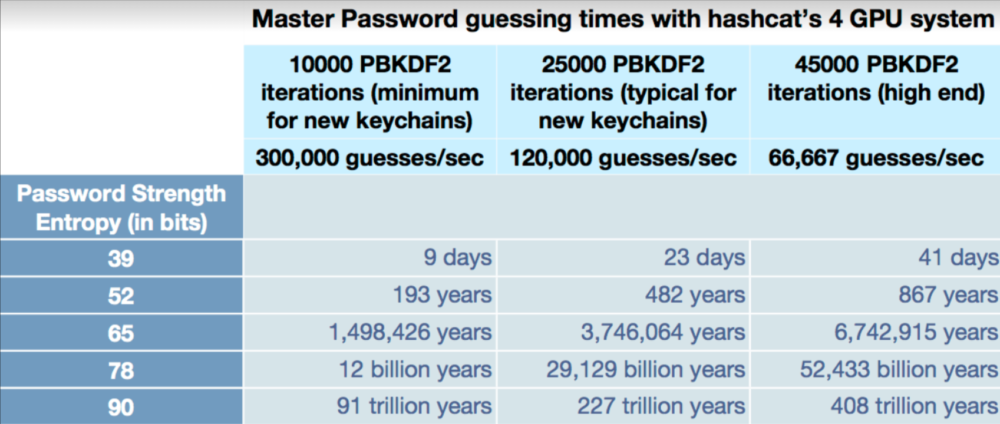 Master Password guessing times with hashcat's 4 GPU system
10000 PBKDF2 iterations (minimum for new keychains)
25000 PBKDF2 iterations (typical for new keychains)
45000 PBKDF2 iterations (high end)
300,000 guesses/sec 120,000 guesses/sec 66,667 guesses/sec
Password Strength
Entropy (in bits)
39 9 days 23 days 41 days
52 193 years 482 years 867 years
65 1,498,426 years 3,746,064 years 6,742,915 years
78 12 billion years 29,129 billion years 52,433 billion years
90 91 trillion years 227 trillion years 408 trillion years